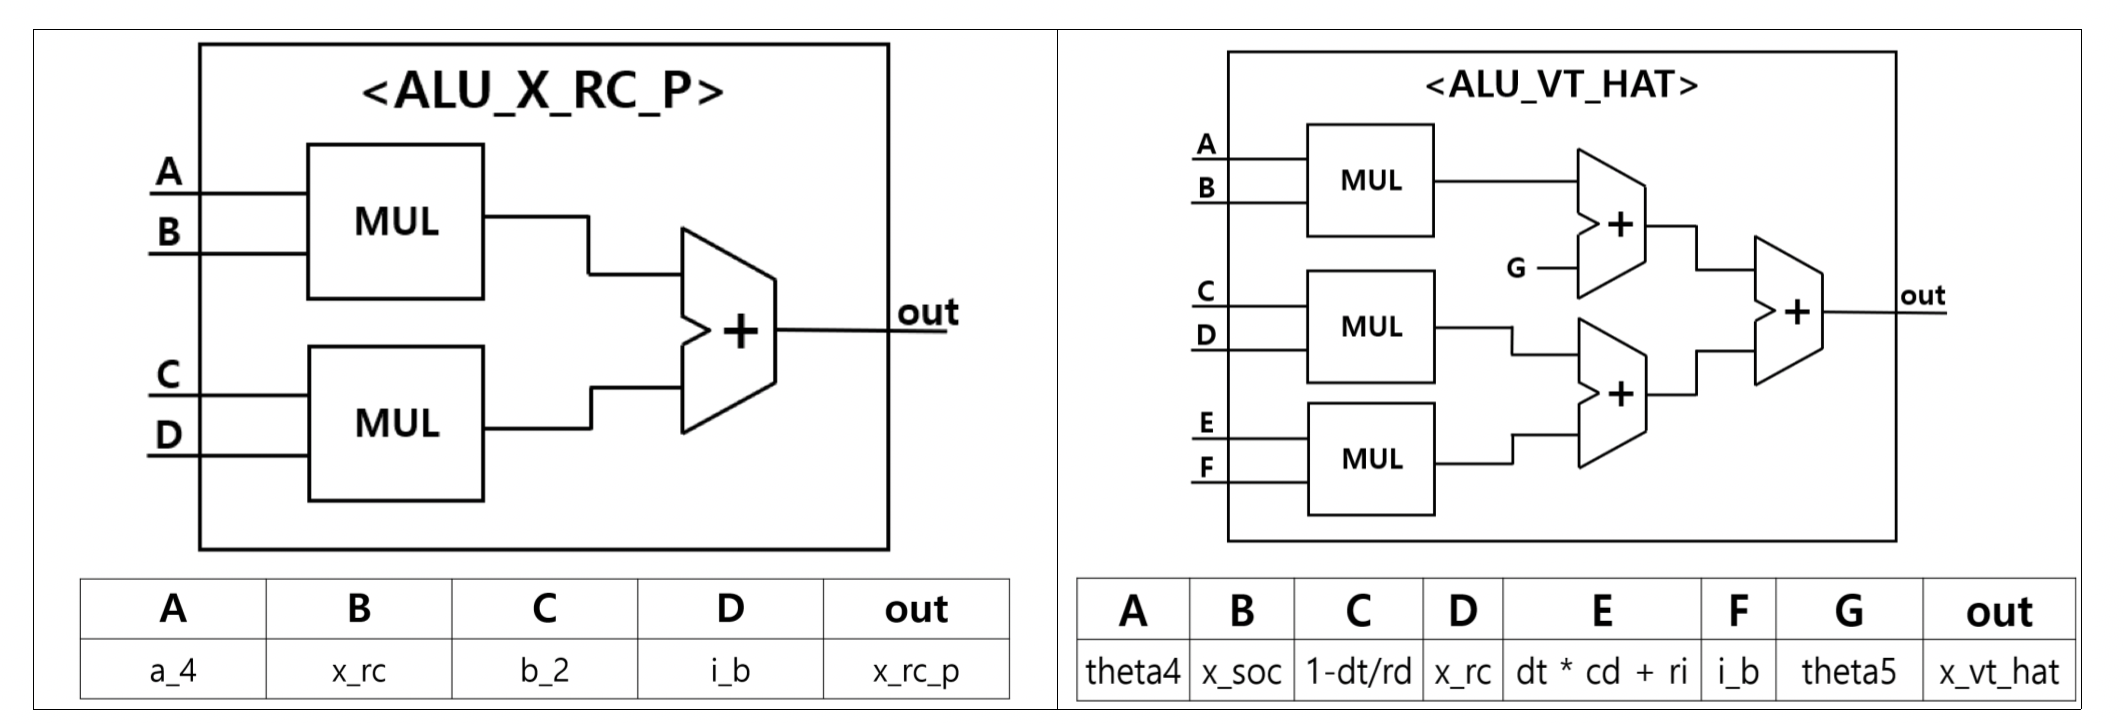 <ALU_X_RC_P>
A
B
MUL
C
D
MUL
+
out
A B C D out
a_4 x_rc b_2 i_b x_rc_p
<ALU_VT_HAT>
A
B
MUL
+
G
C
D
MUL
+
E
F
MUL
+
out
A B C D E F G out
theta4 x_soc 1-dt/rd x_rc dt * cd + ri i_b theta5 x_vt_hat